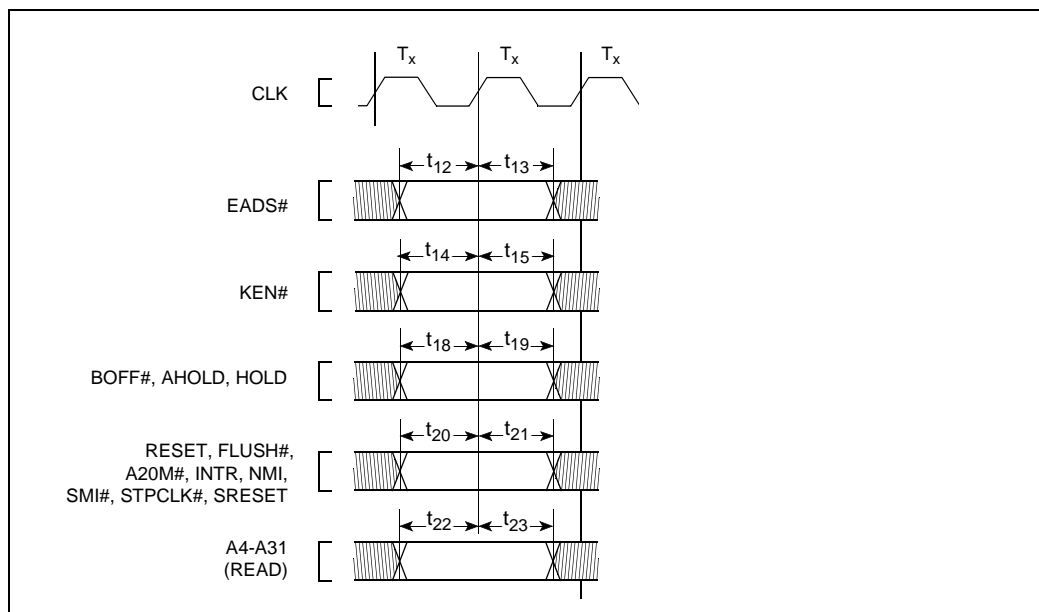 Tx Tx Tx
CLK
t12 t13
EADS#
t14 t15
KEN#
t18 t19
BOFF#, AHOLD, HOLD
t20 t21
RESET, FLUSH#,
A20M#, INTR, NMI,
SMI#, STPCLK#, SRESET
t22 t23
A4-A31
(READ)